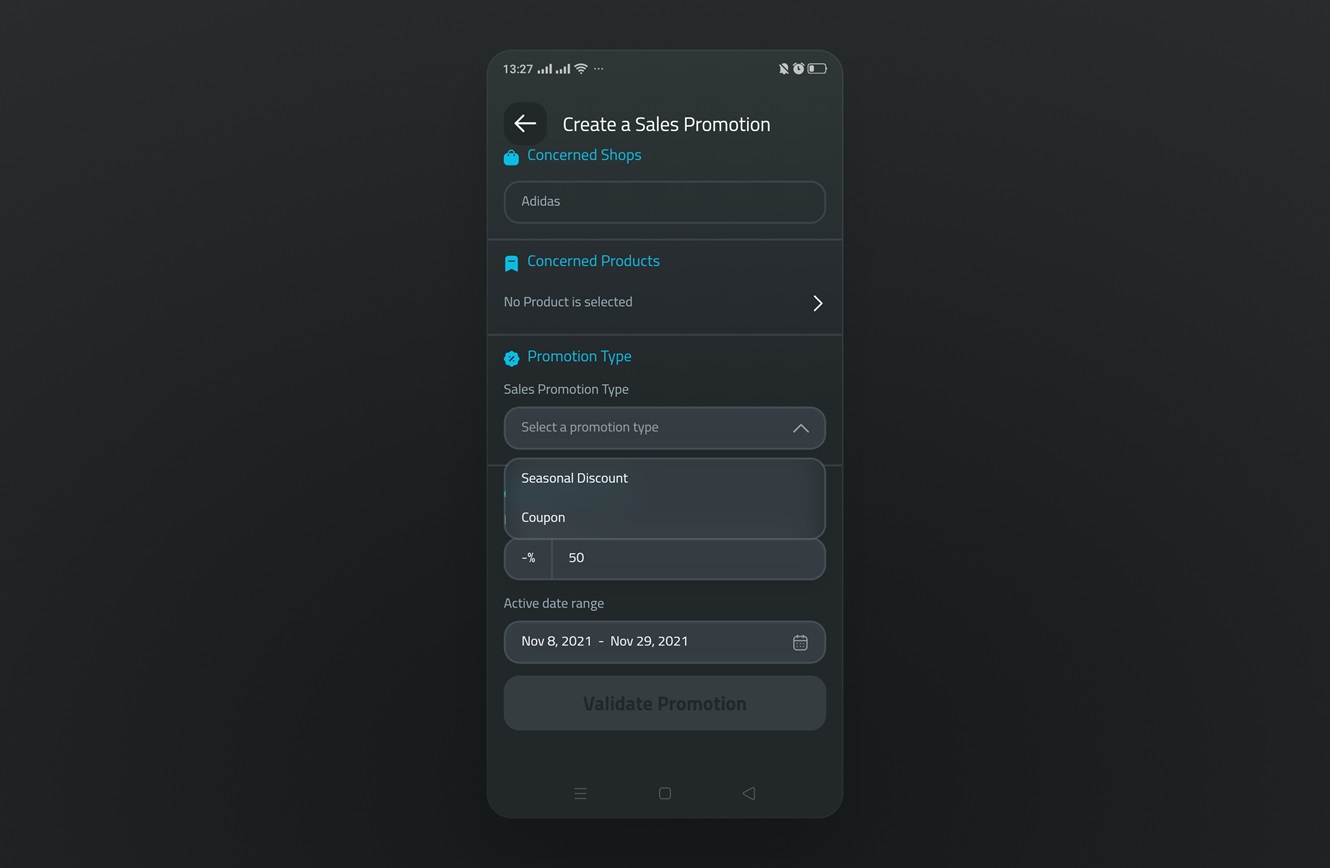 13:27
Create a Sales Promotion
Concerned Shops
Adidas
Concerned Products
No Product is selected
Promotion Type
Sales Promotion Type
Select a promotion type
Seasonal Discount
Coupon
-% 50
Active date range
Nov 8, 2021 - Nov 29, 2021
Validate Promotion